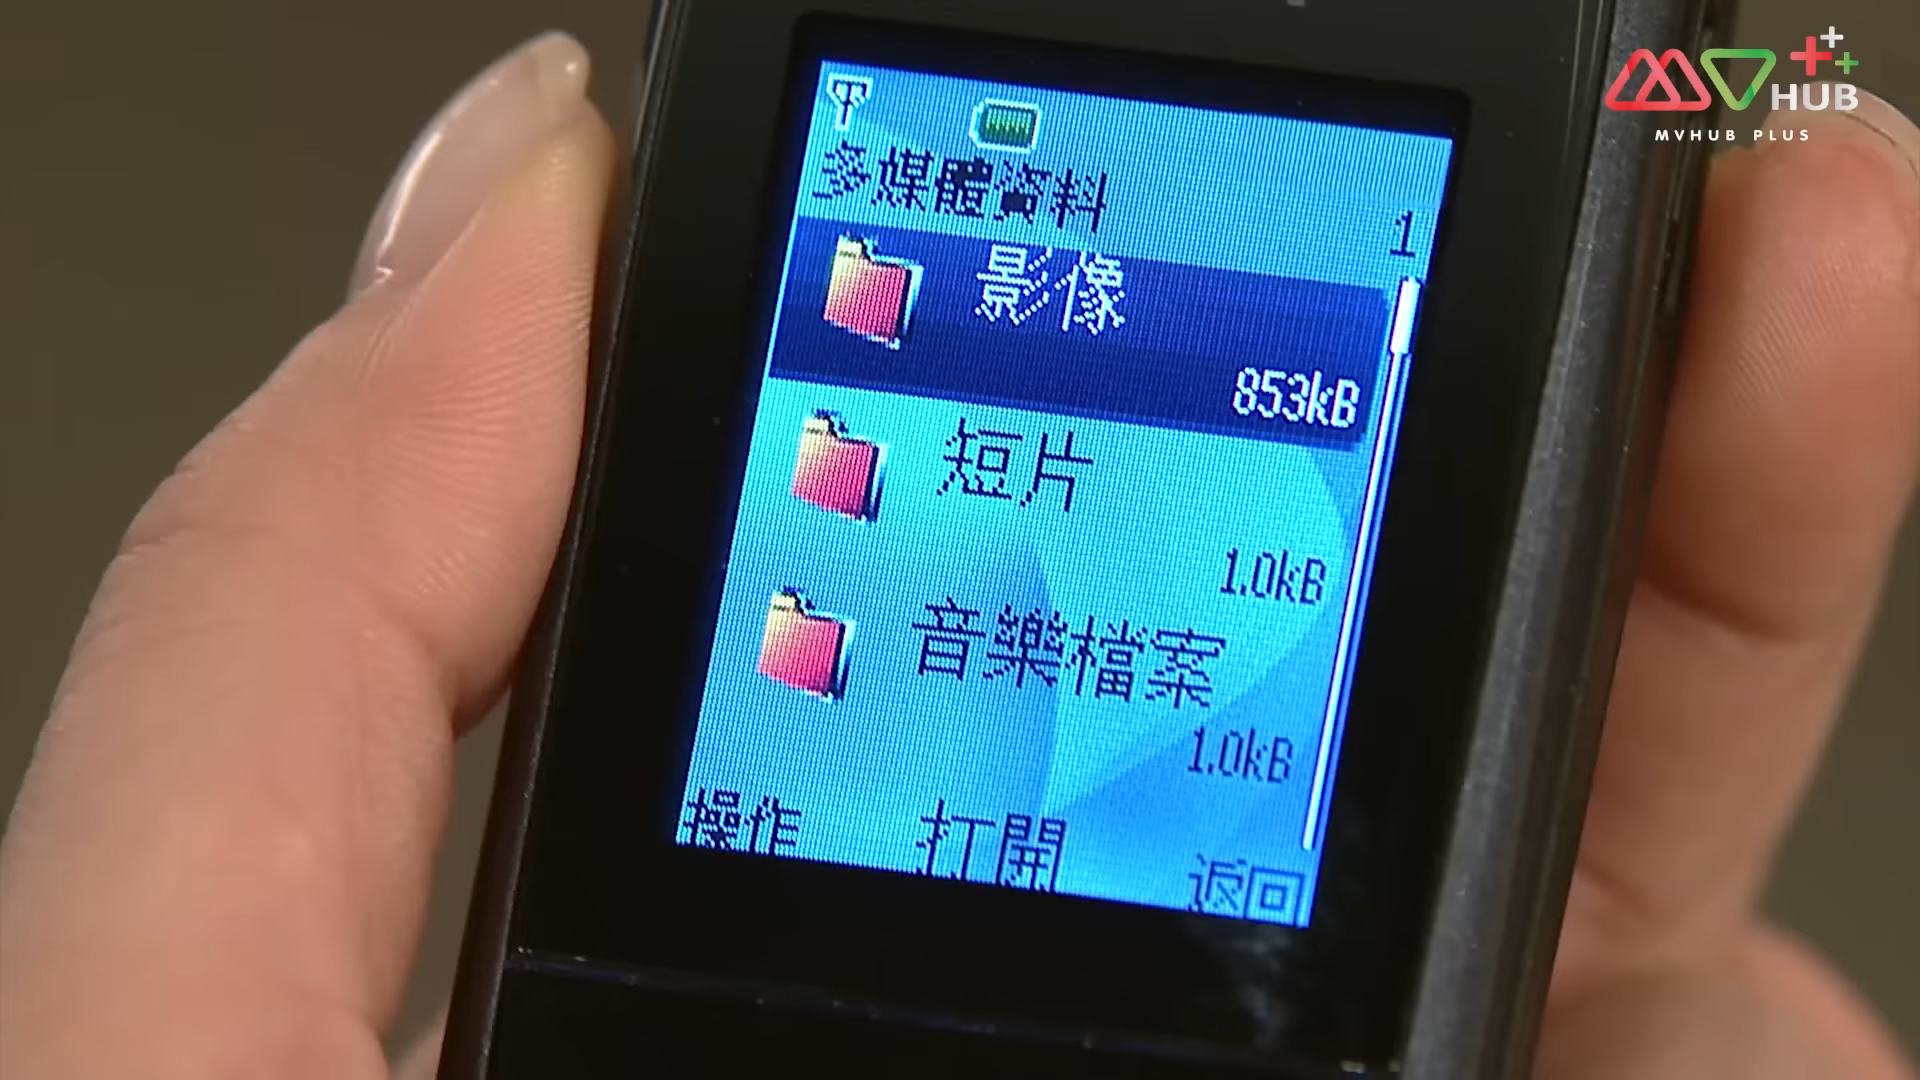 MV HUB
MVHUB PLUS
多媒體資料
1
影像
853kB
短片
1.0kB
音樂檔案
1.0kB
操作 打開 返回